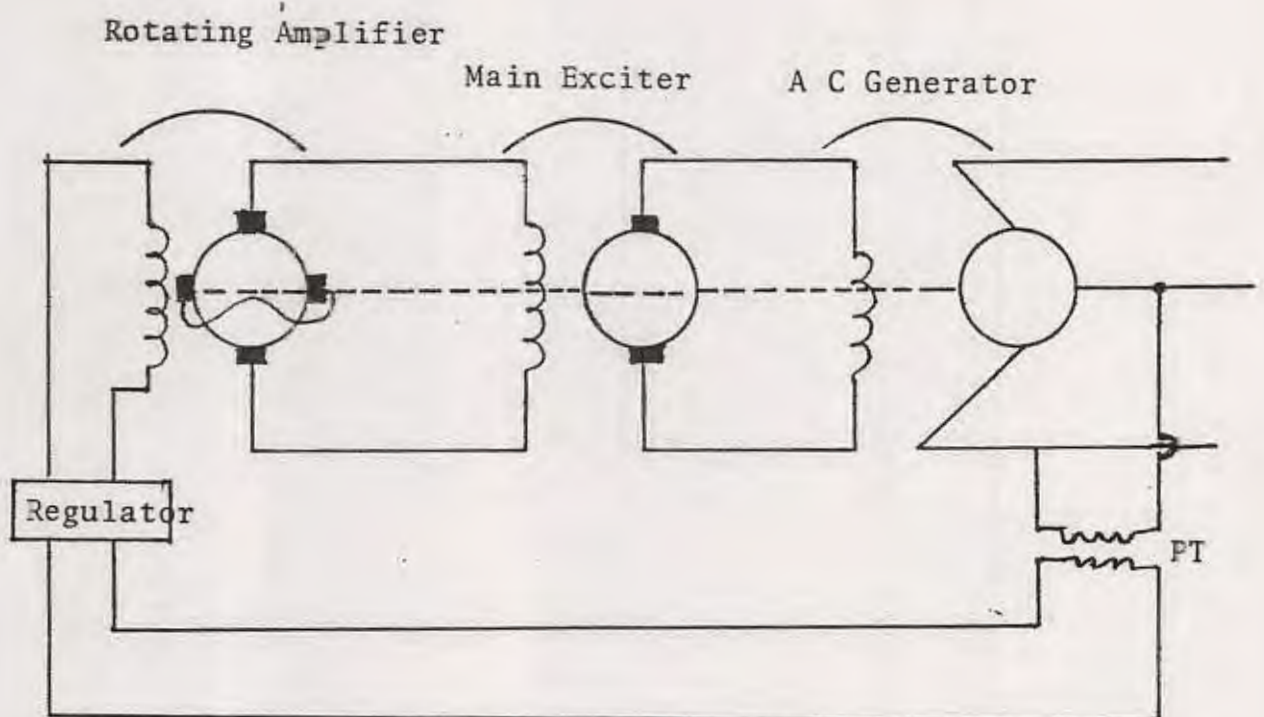 Rotating Amplifier
Main Exciter
A C Generator
Regulator
PT